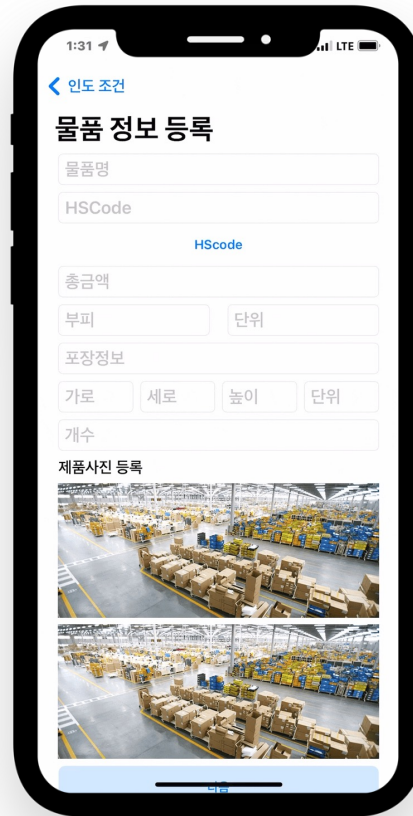 1:31 LTE
인도 조건
물품 정보 등록
물품명
HSCode
HScode
총금액
부피 단위
포장정보
가로 세로 높이 단위
개수
제품사진 등록
다음